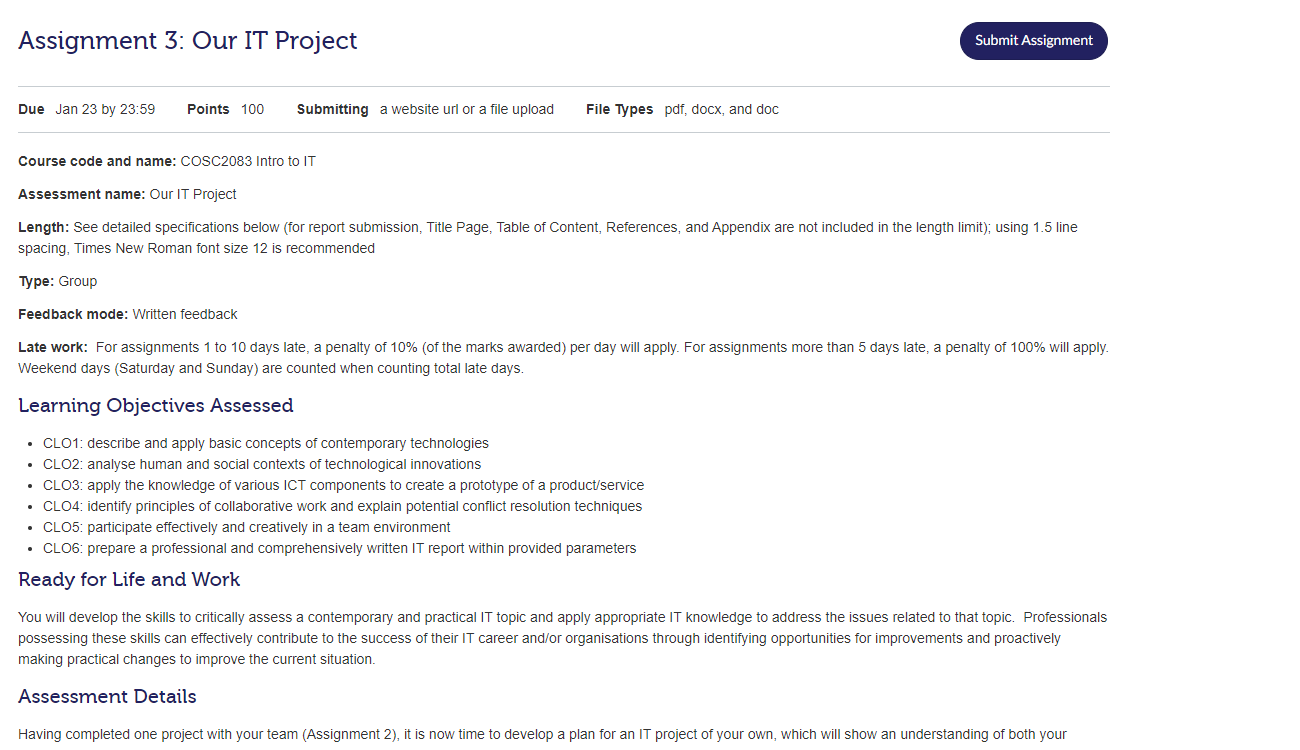 Assignment 3: Our IT Project
Submit Assignment
Due Jan 23 by 23:59 Points 100 Submitting a website url or a file upload File Types pdf, docx, and doc
Course code and name: COSC2083 Intro to IT
Assessment name: Our IT Project
Length: See detailed specifications below (for report submission, Title Page, Table of Content, References, and Appendix are not included in the length limit); using 1.5 line
spacing, Times New Roman font size 12 is recommended
Type: Group
Feedback mode: Written feedback
Late work: For assignments 1 to 10 days late, a penalty of 10% (of the marks awarded) per day will apply. For assignments more than 5 days late, a penalty of 100% will apply.
Weekend days (Saturday and Sunday) are counted when counting total late days.
Learning Objectives Assessed
• CLO1: describe and apply basic concepts of contemporary technologies
• CLO2: analyse human and social contexts of technological innovations
• CLO3: apply the knowledge of various ICT components to create a prototype of a product/service
• CLO4: identify principles of collaborative work and explain potential conflict resolution techniques
• CLO5: participate effectively and creatively in a team environment
• CLO6: prepare a professional and comprehensively written IT report within provided parameters
Ready for Life and Work
You will develop the skills to critically assess a contemporary and practical IT topic and apply appropriate IT knowledge to address the issues related to that topic. Professionals
possessing these skills can effectively contribute to the success of their IT career and/or organisations through identifying opportunities for improvements and proactively
making practical changes to improve the current situation.
Assessment Details
Having completed one project with your team (Assignment 2), it is now time to develop a plan for an IT project of your own, which will show an understanding of both your